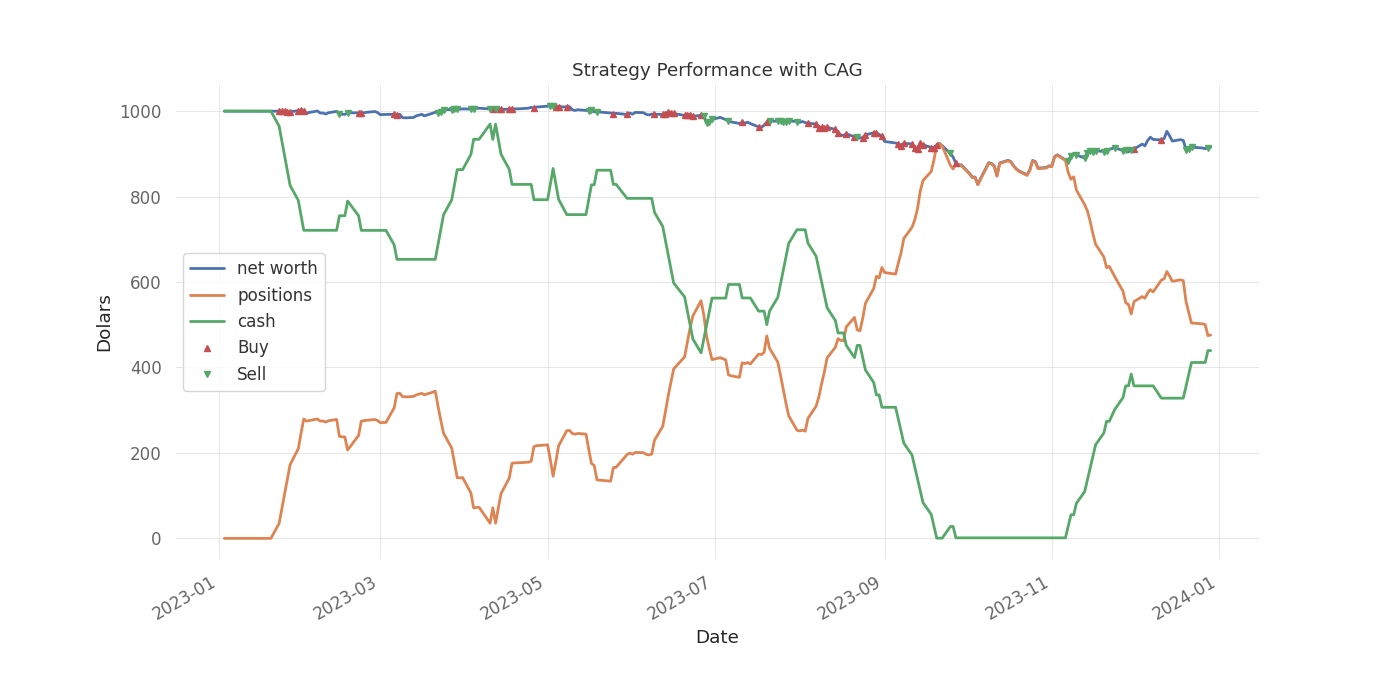 Strategy Performance with CAG
Dolars
1000
800
600
400
200
0
net worth
positions
cash
Buy
Sell
2023-01
2023-03
2023-05
2023-07
2023-09
2023-11
2024-01
Date